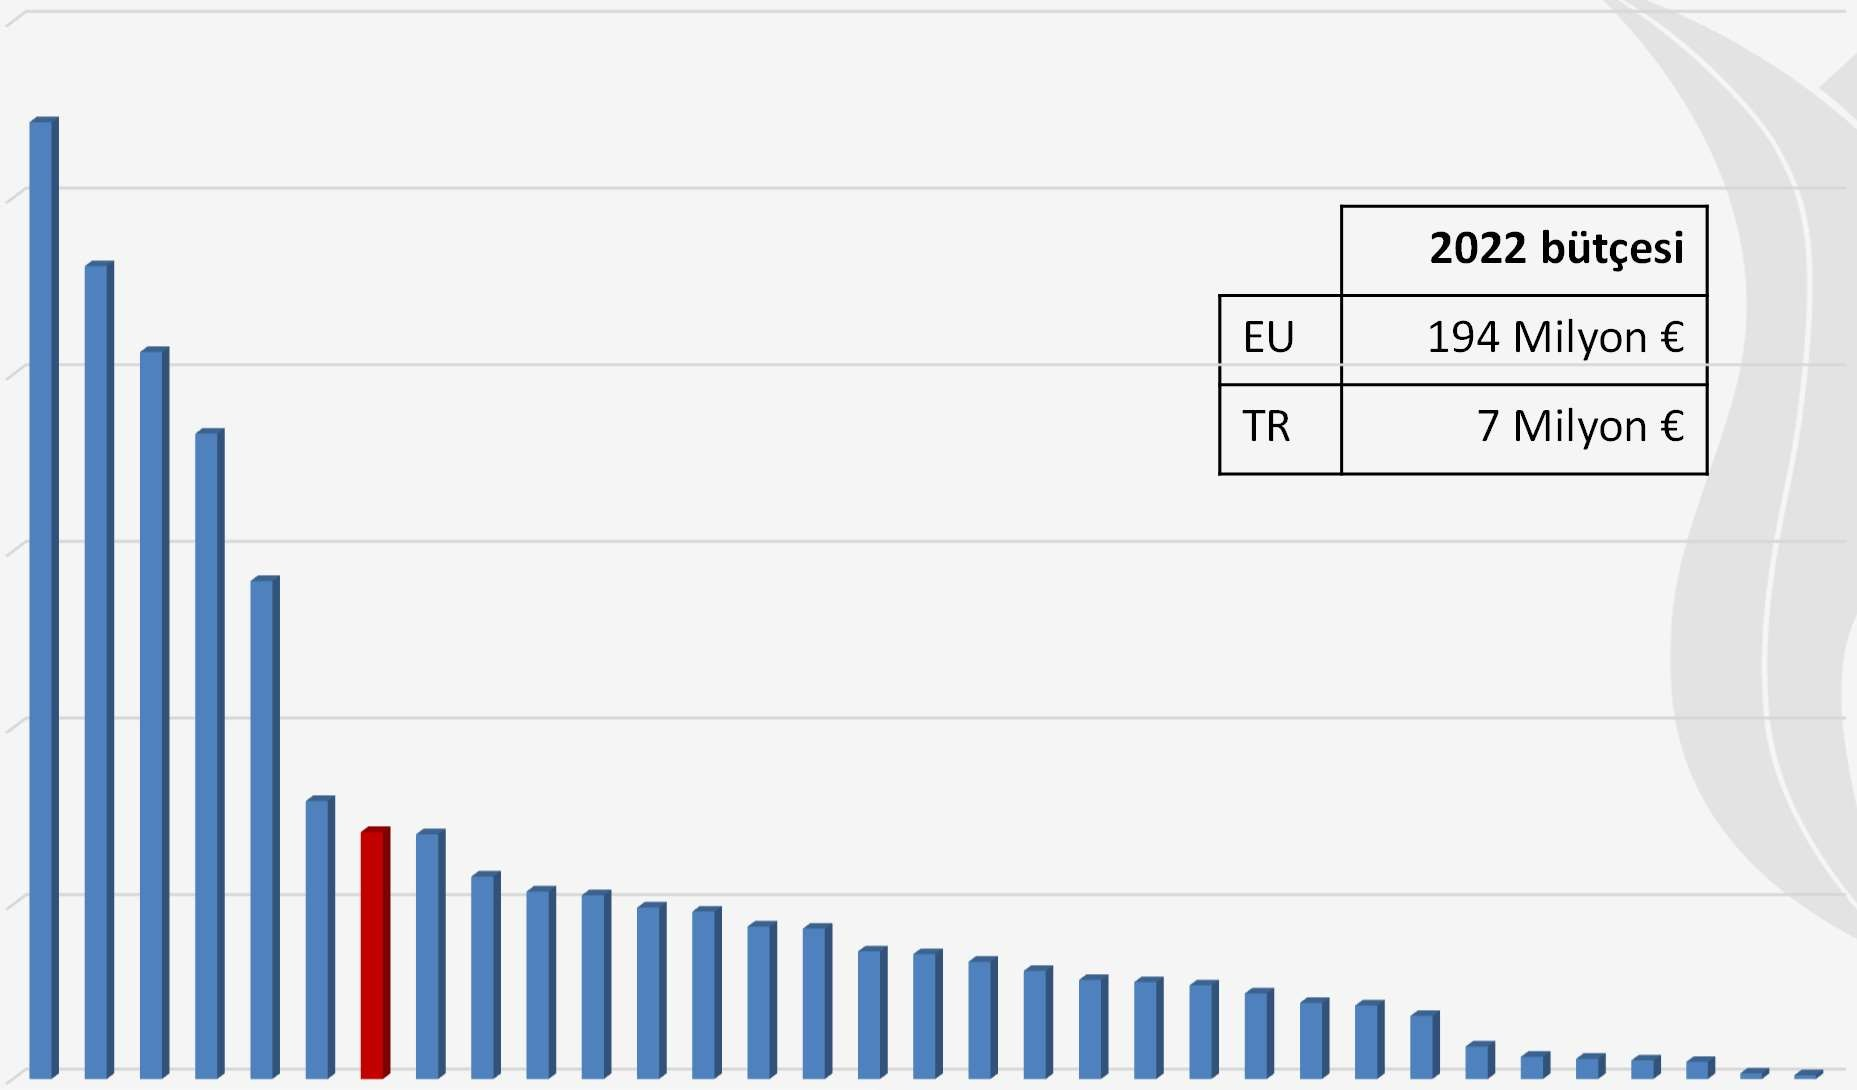 2022 bütçesi
EU 194 Milyon €
TR 7 Milyon €